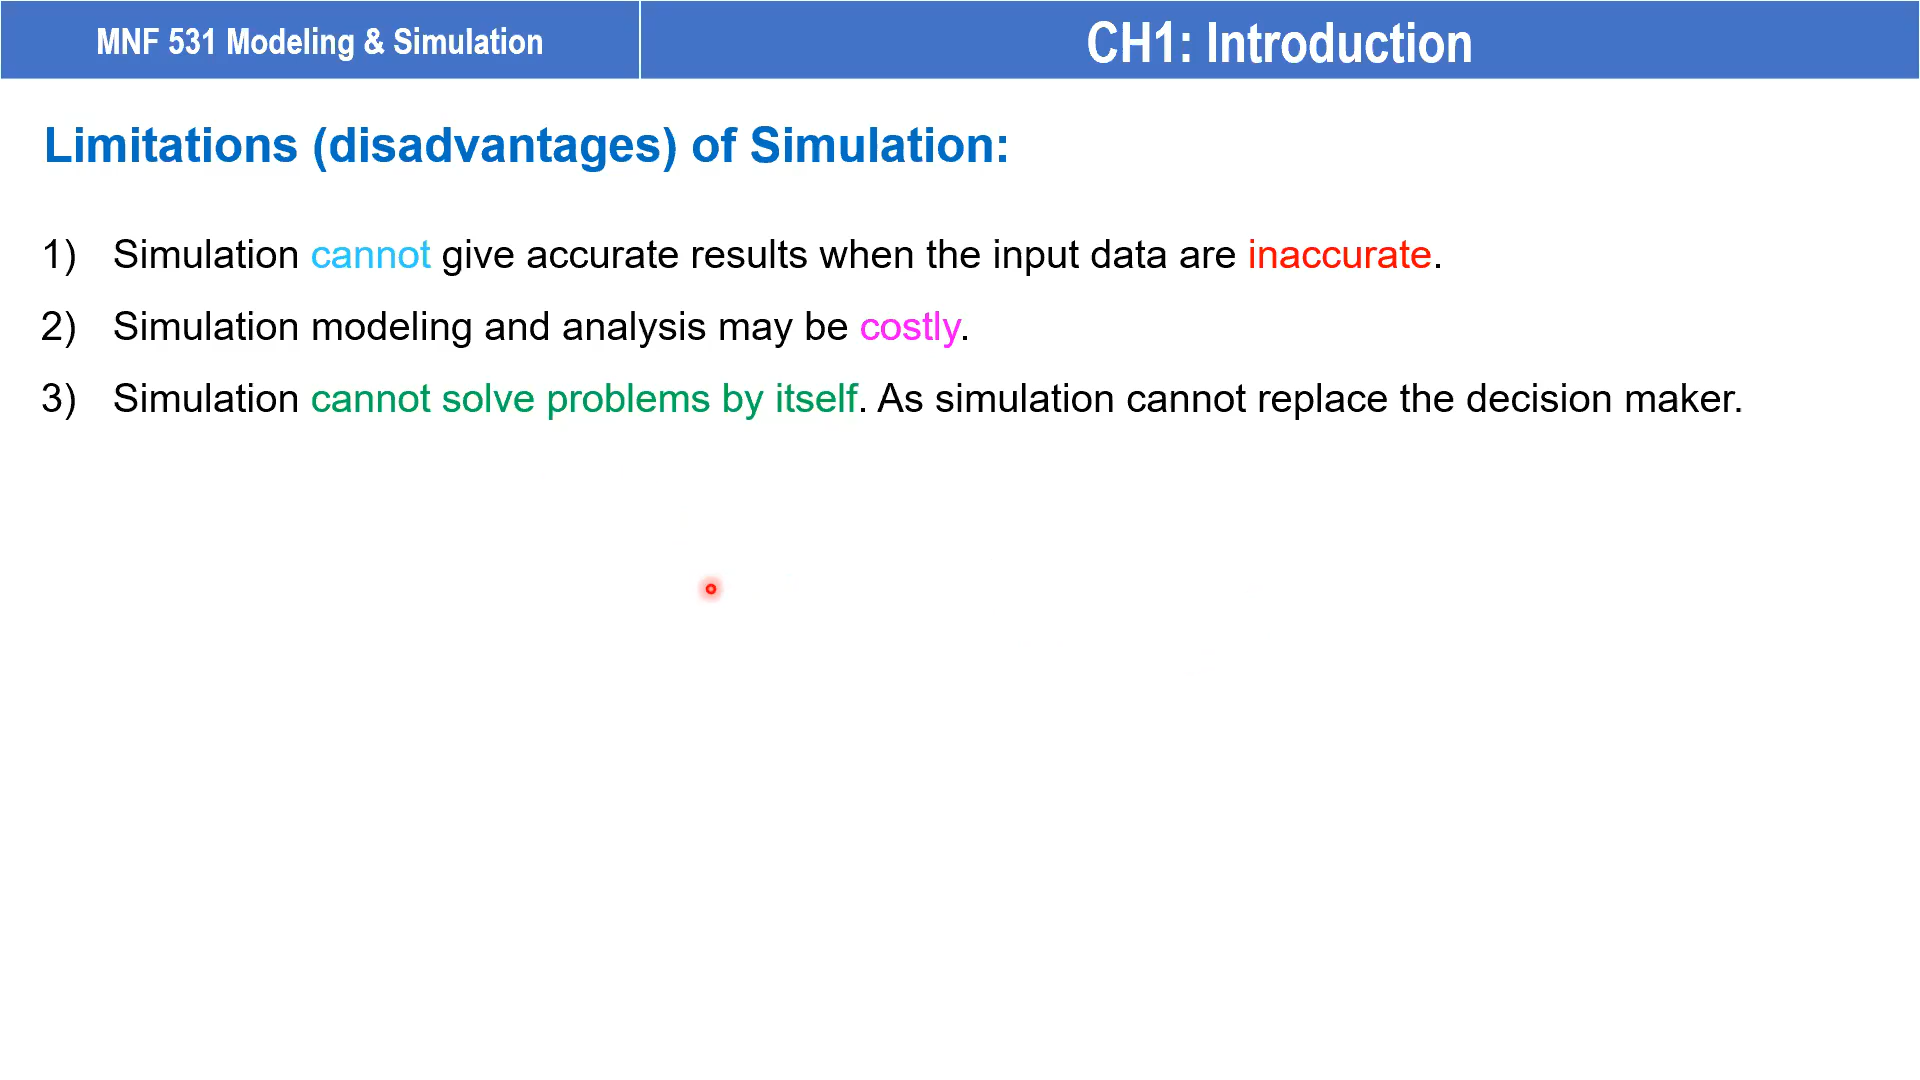 MNF 531 Modeling & Simulation
CH1: Introduction
Limitations (disadvantages) of Simulation:
1) Simulation cannot give accurate results when the input data are inaccurate.
2) Simulation modeling and analysis may be costly.
3) Simulation cannot solve problems by itself. As simulation cannot replace the decision maker.